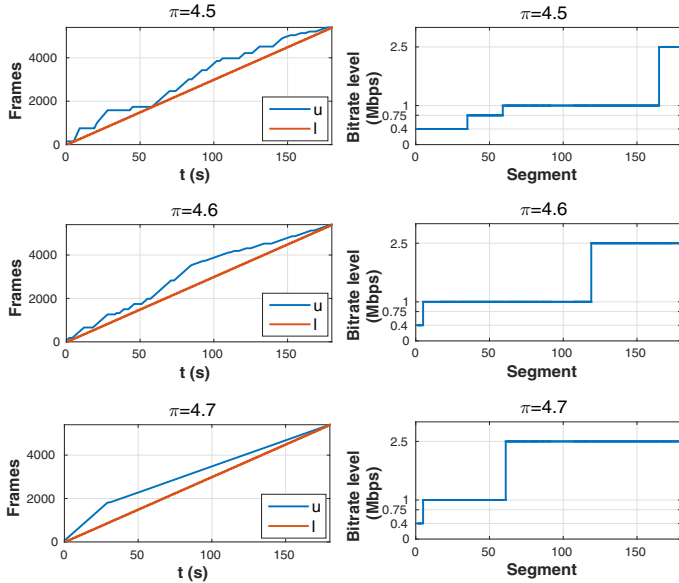 π=4.5
Frames
4000
2000
0
0
50
100
150
t (s)
u
l
π=4.5
Bitrate level
(Mbps)
2.5
1
0.75
0.4
0
50
100
150
Segment
π=4.6
Frames
4000
2000
0
0
50
100
150
t (s)
u
l
π=4.6
Bitrate level
(Mbps)
2.5
1
0.75
0.4
0
50
100
150
Segment
π=4.7
Frames
4000
2000
0
0
50
100
150
t (s)
u
l
π=4.7
Bitrate level
(Mbps)
2.5
1
0.75
0.4
0
50
100
150
Segment